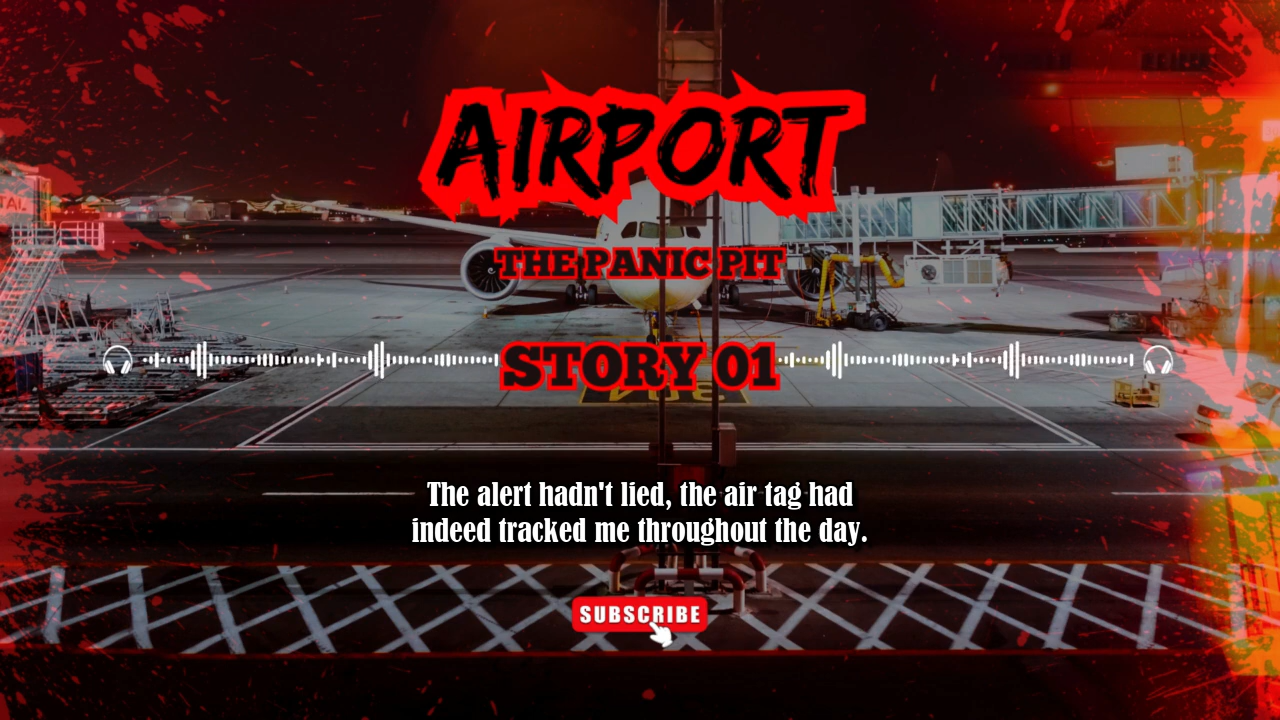 AIRPORT
THE PANIC PIT
STORY 01
The alert hadn't lied, the air tag had
indeed tracked me throughout the day.
SUBSCRIBE